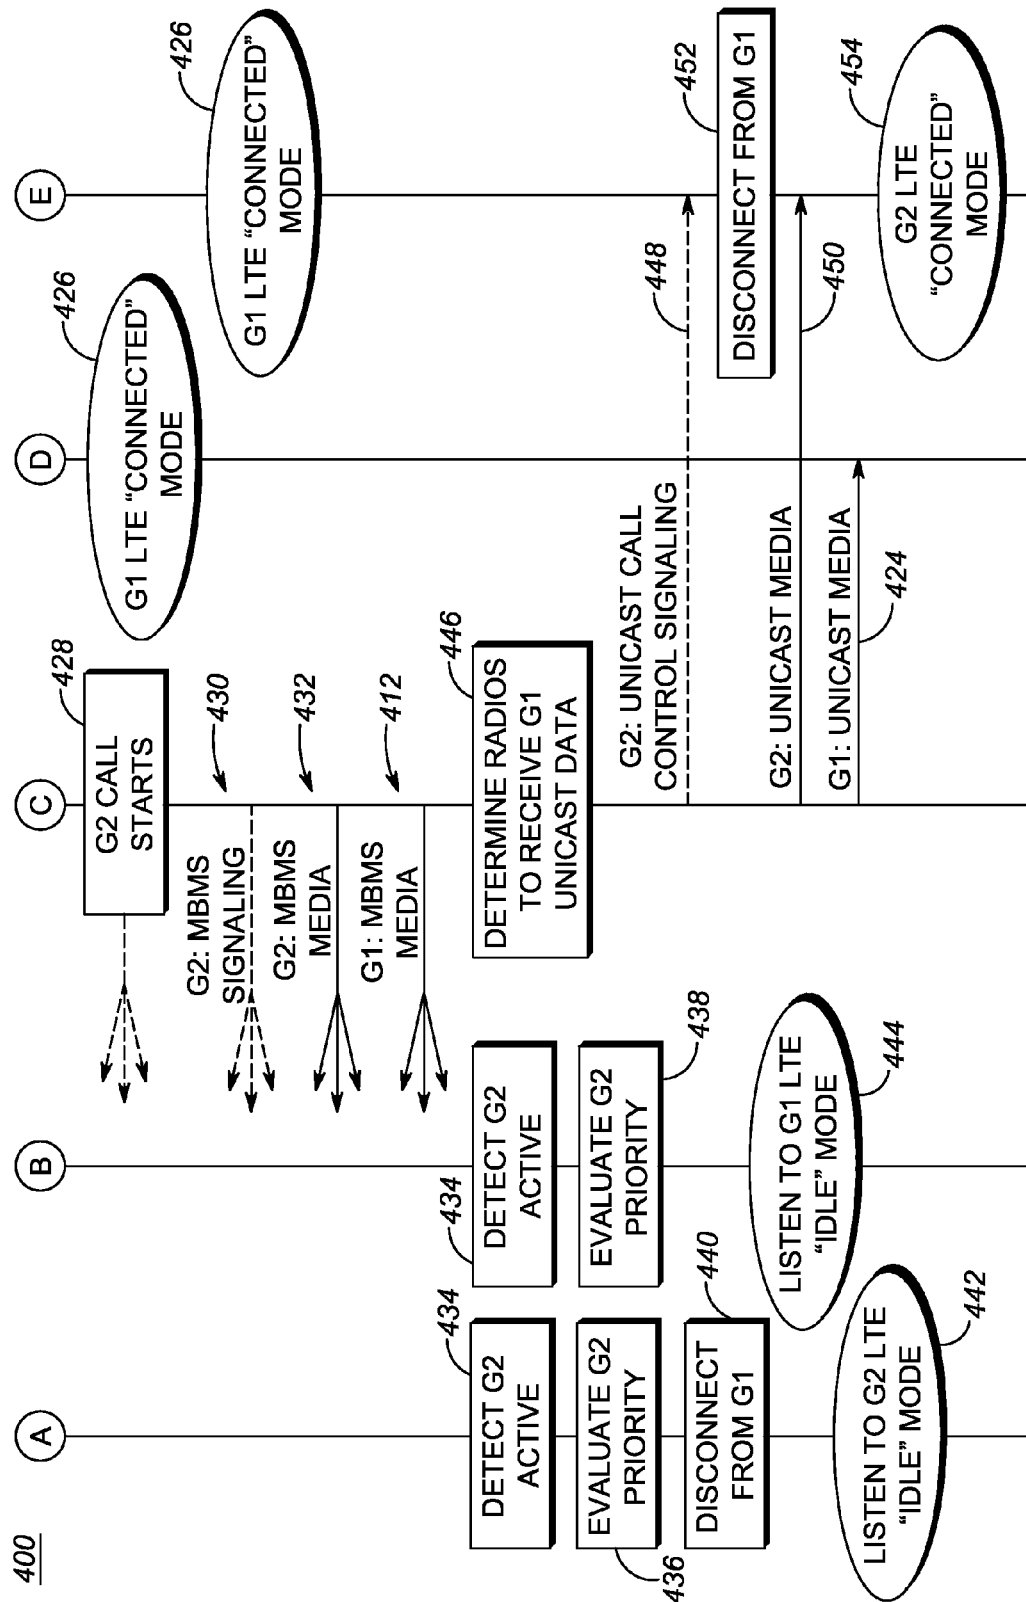 400
A
B
C
D
E
G2 CALL
STARTS
428
G1 LTE "CONNECTED"
MODE
426
G1 LTE "CONNECTED"
MODE
426
G2: MBMS
SIGNALING
430
G2: MBMS
MEDIA
432
G1: MBMS
MEDIA
412
DETECT G2
ACTIVE
434
DETECT G2
ACTIVE
434
DETERMINE RADIOS
TO RECEIVE G1
UNICAST DATA
446
EVALUATE G2
PRIORITY
436
EVALUATE G2
PRIORITY
438
G2: UNICAST CALL
CONTROL SIGNALING
448
DISCONNECT
FROM G1
440
DISCONNECT FROM G1
452
LISTEN TO G1 LTE
"IDLE" MODE
444
G2: UNICAST MEDIA
450
G1: UNICAST MEDIA
424
LISTEN TO G2 LTE
"IDLE" MODE
442
G2 LTE
"CONNECTED"
MODE
454